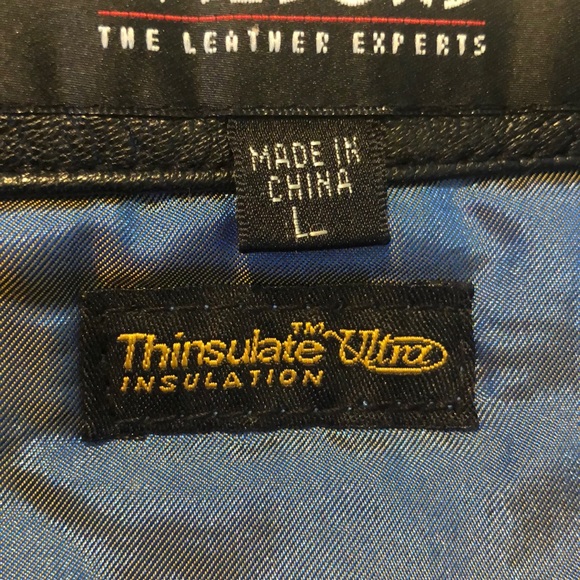 THE LEATHER EXPERTS
MADE IN
CHINA
L
Thinsulate™ Ultra
INSULATION